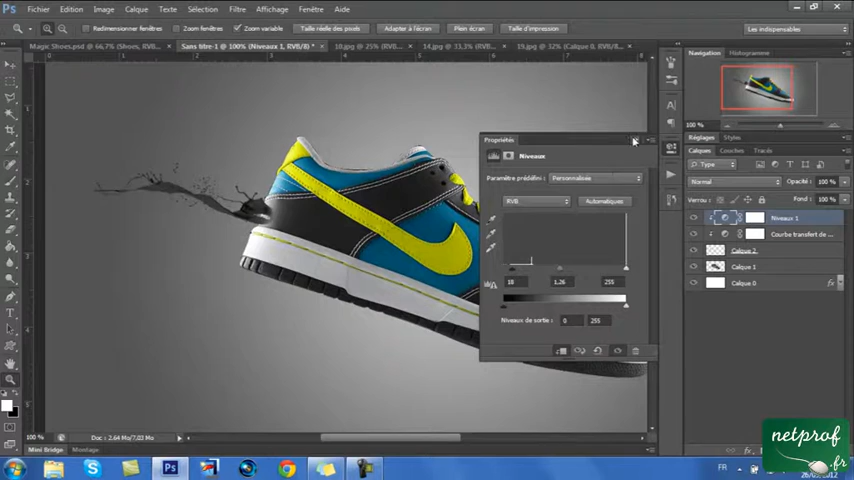 Ps Fichier Edition Image Calque Texte Sélection Filtre Affichage Fenêtre Aide
Redimensionner fenêtres Zoom fenêtres Zoom variable Taille réelle des pixels Adapter à l'écran Plein écran Taille d'impression Les indispensables
Magic Shoes.psd @ 66,7% (Shoes, RVB... × Sans titre-1 @ 100% (Niveaux 1, RVB/8) * × 18.jpg @ 25% (RVB/8... × 14.jpg @ 33,3% (RVB/8... × 19.jpg @ 32% (Calque 0, RVB/8... ×
Navigation Histogramme
100 %
Réglages Styles
Calques Couches Tracés
Type
Normal Opacité : 100 %
Verrou : Fond : 100 %
Niveaux 1
Courbe transfert de ...
Calque 2
Calque 1
Calque 0 fx
Propriétés
Niveaux
Paramètre prédéfini : Personnalisée
RVB Automatiques
18 1,26 255
Niveaux de sortie : 0 255
100 % Doc : 2.64 Mo/7,03 Mo
Mini Bridge Montage
FR
netprof
.fr